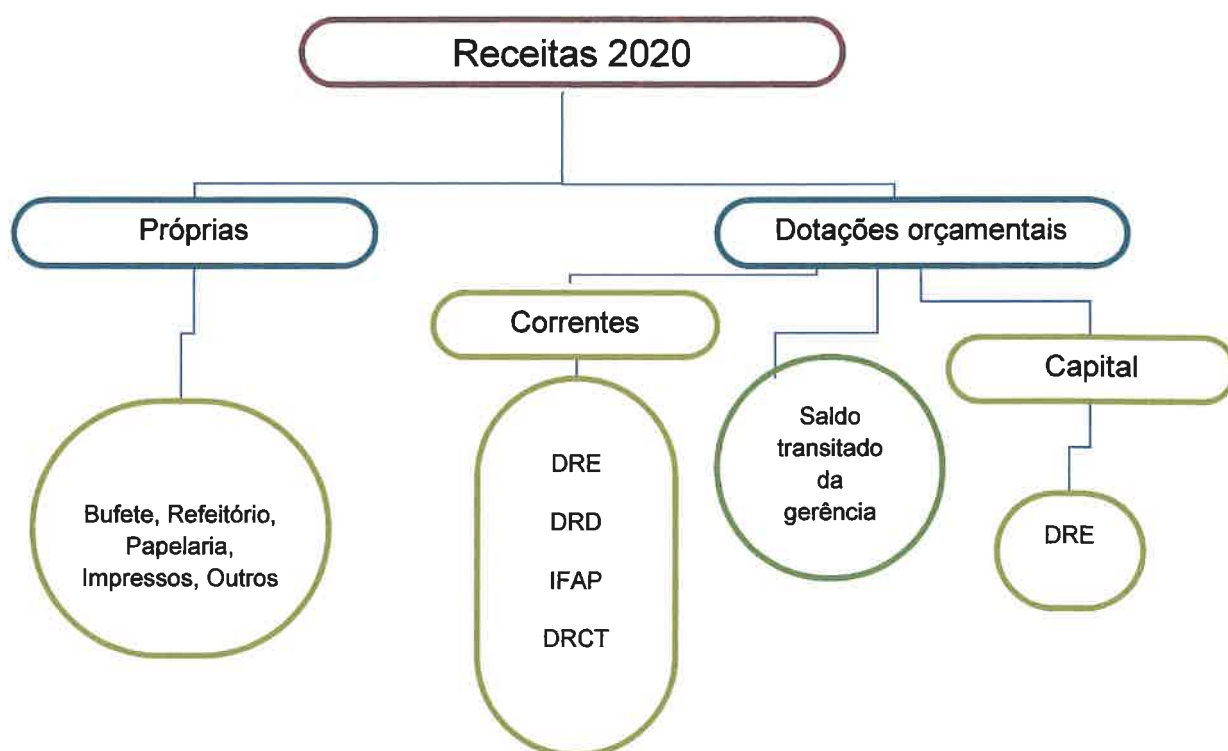 Receitas 2020
Próprias
Dotações orçamentais
Correntes
Capital
Bufete, Refeitório,
Papelaria,
Impressos, Outros
DRE
DRD
IFAP
DRCT
Saldo
transitado
da
gerência
DRE